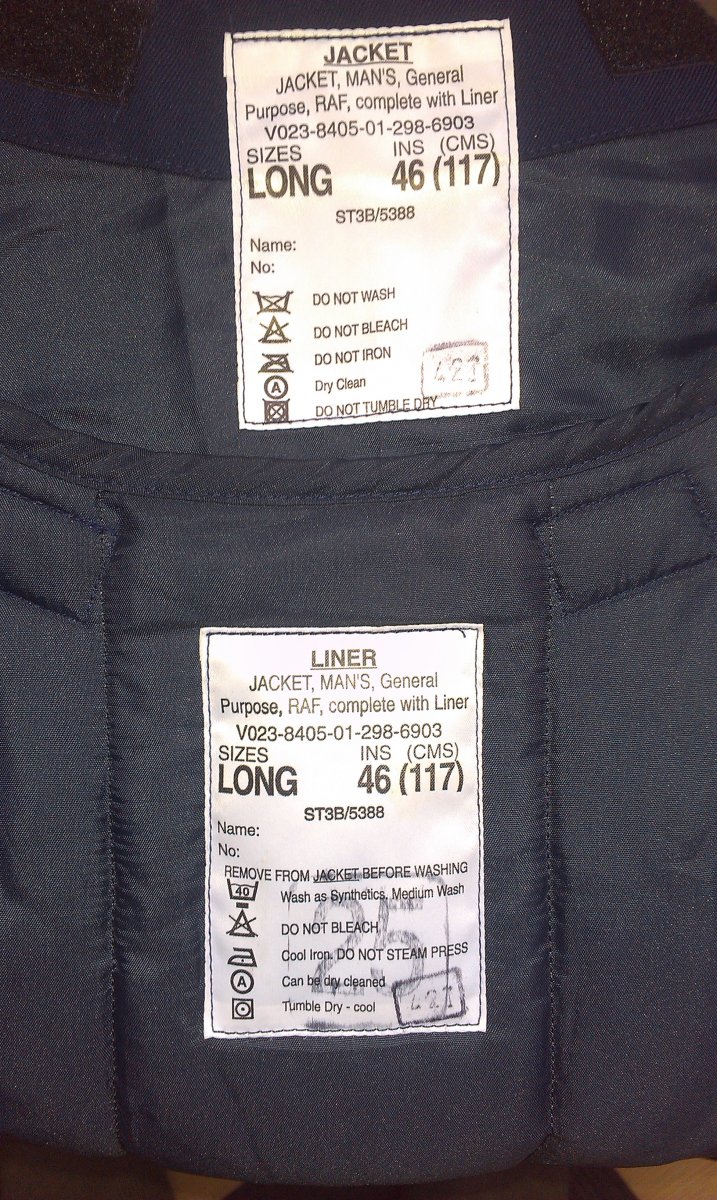 JACKET
JACKET, MAN'S, General
Purpose, RAF, complete with Liner
V023-8405-01-298-6903
SIZES INS (CMS)
LONG 46 (117)
ST3B/5388
Name:
No:
DO NOT WASH
DO NOT BLEACH
DO NOT IRON
A Dry Clean
DO NOT TUMBLE DRY
421
LINER
JACKET, MAN'S, General
Purpose, RAF, complete with Liner
V023-8405-01-298-6903
SIZES INS (CMS)
LONG 46 (117)
ST3B/5388
Name:
No:
REMOVE FROM JACKET BEFORE WASHING
40 Wash as Synthetics, Medium Wash
DO NOT BLEACH
Cool Iron. DO NOT STEAM PRESS
A Can be dry cleaned
Tumble Dry - cool
25
421